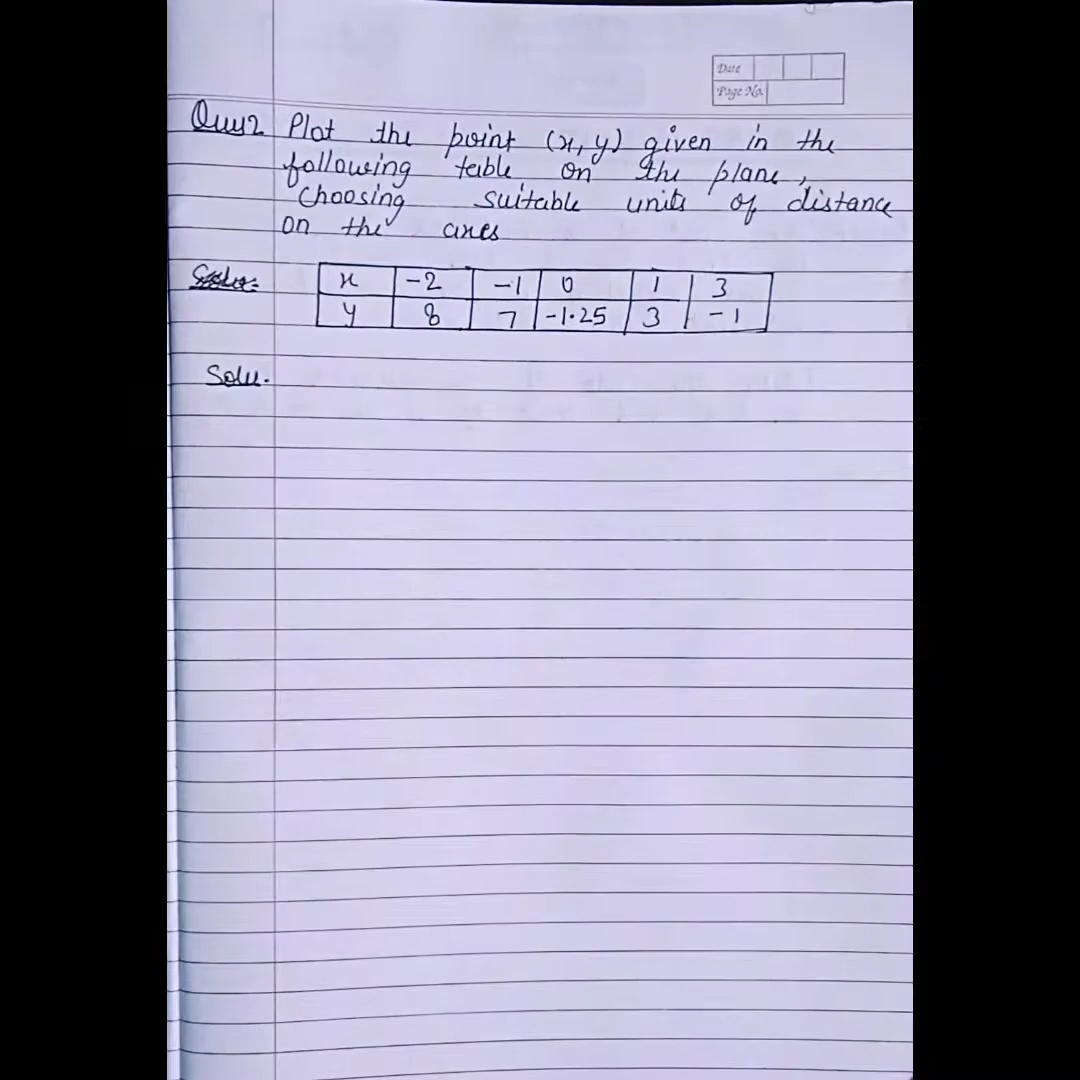 Date
Page No.
Ques2 Plot the point (x, y) given in the
following table on the plane,
Choosing suitable units of distance
on the axes
x -2 -1 0 1 3
y 8 7 -1.25 3 -1
Solu.